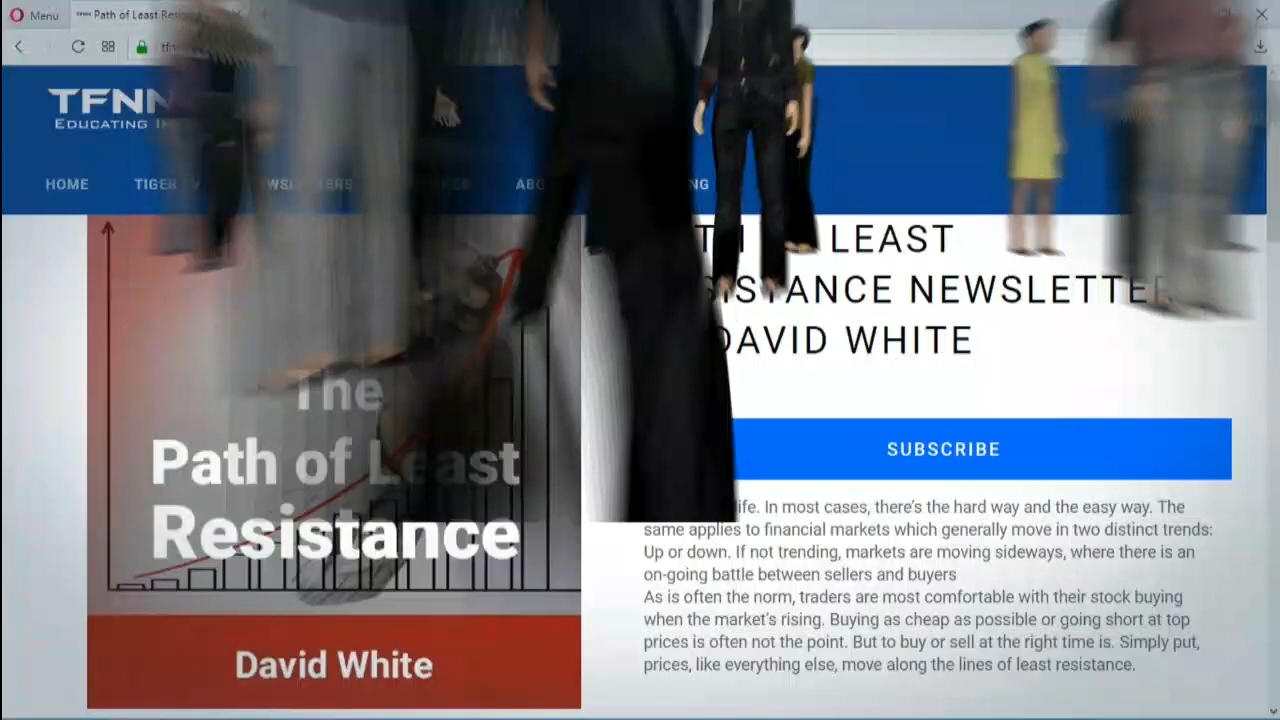 Menu
Path of Least
TFNN
EDUCATING
HOME
LEAST
NEWSLETTE
DAVID WHITE
SUBSCRIBE
The
Path of Least
Resistance
David White
life. In most cases, there's the hard way and the easy way. The
same applies to financial markets which generally move in two distinct trends:
Up or down. If not trending, markets are moving sideways, where there is an
on-going battle between sellers and buyers
As is often the norm, traders are most comfortable with their stock buying
when the market's rising. Buying as cheap as possible or going short at top
prices is often not the point. But to buy or sell at the right time is. Simply put,
prices, like everything else, move along the lines of least resistance.